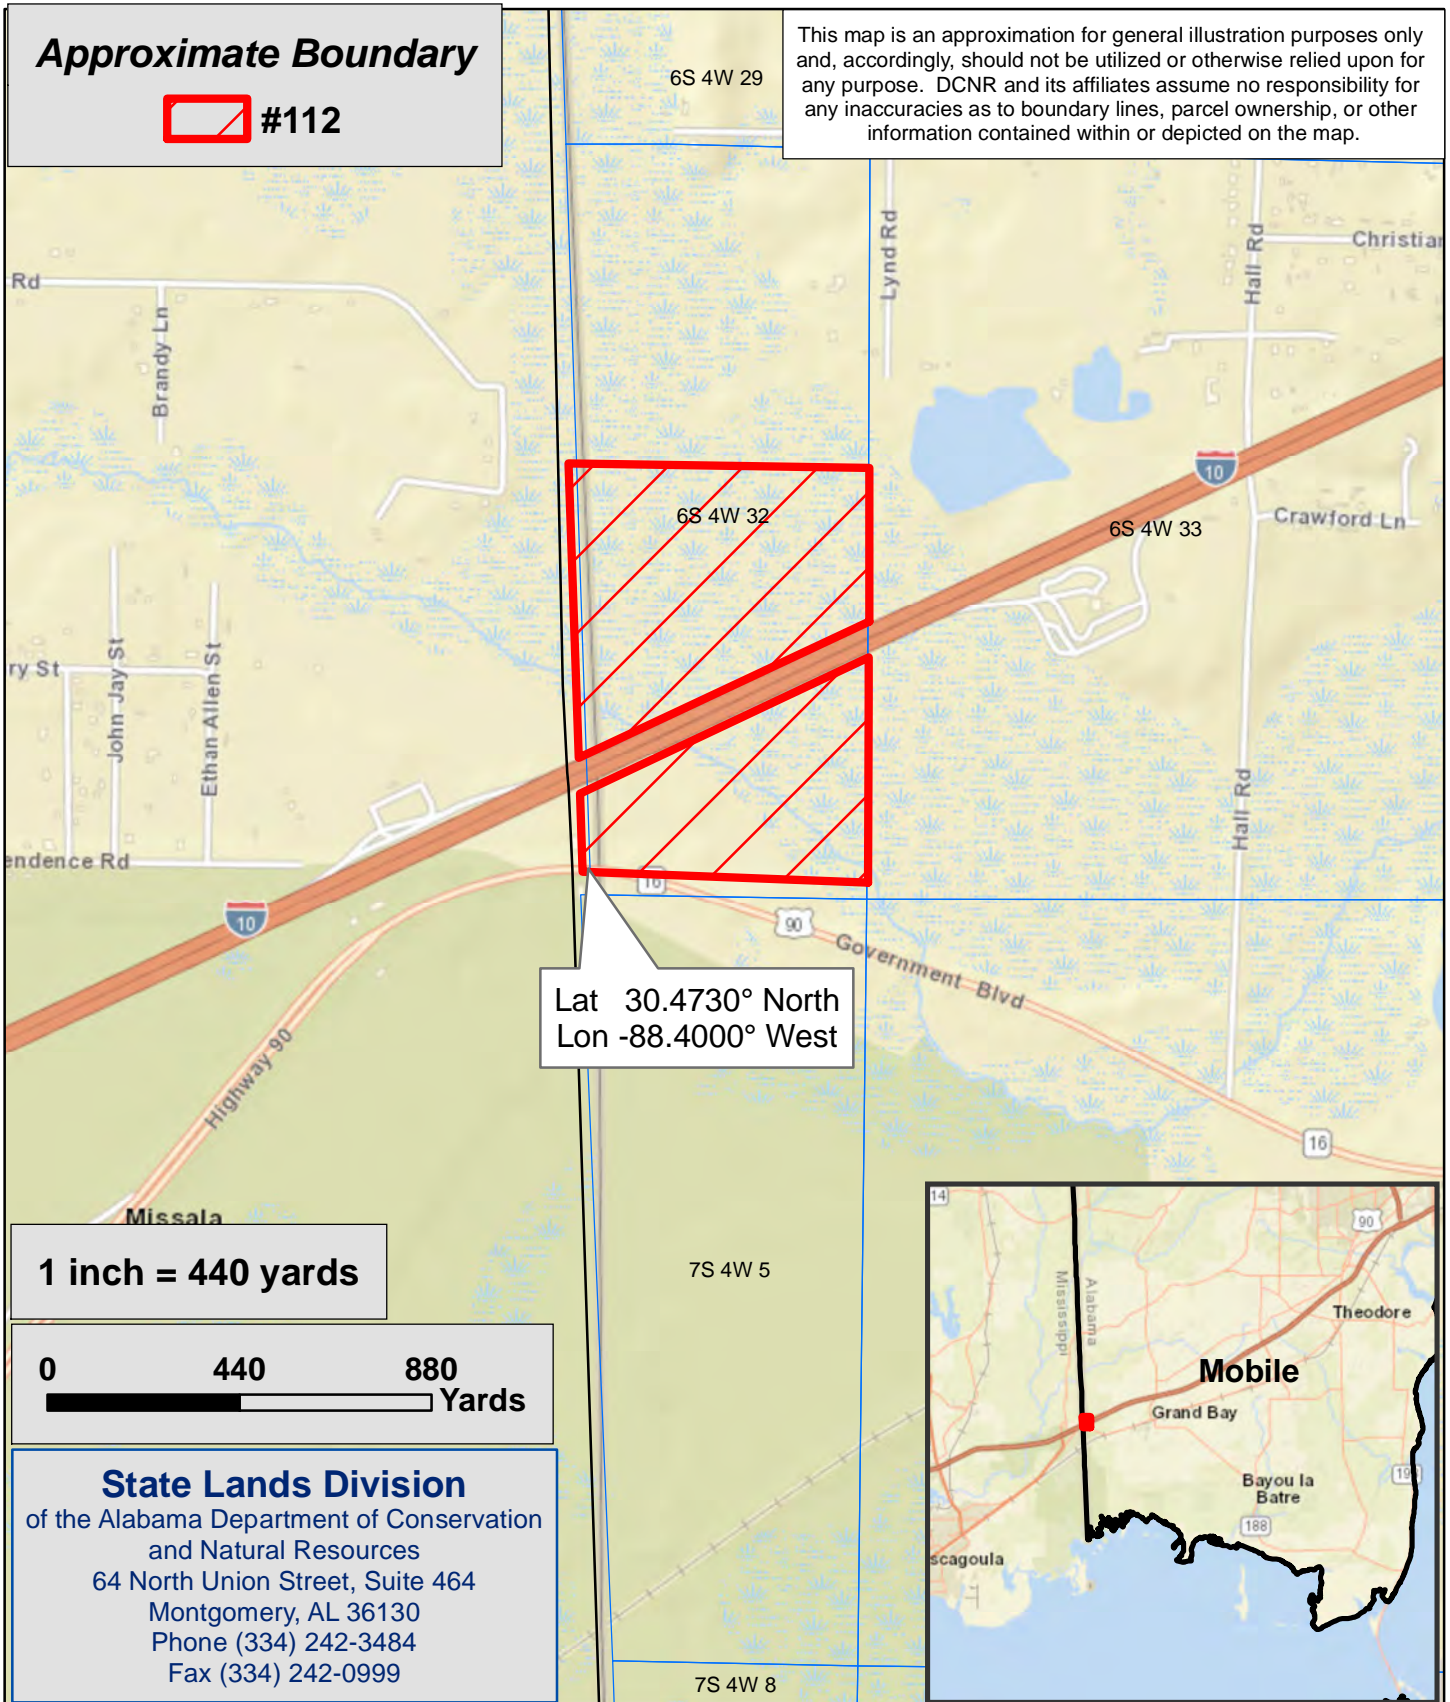 Approximate Boundary
#112
This map is an approximation for general illustration purposes only
and, accordingly, should not be utilized or otherwise relied upon for
any purpose. DCNR and its affiliates assume no responsibility for
any inaccuracies as to boundary lines, parcel ownership, or other
information contained within or depicted on the map.
6S 4W 29
Lynd Rd
Hall Rd
Christian
Rd
Brandy Ln
10
6S 4W 32
6S 4W 33
Crawford Ln
ry St
John Jay St
Ethan Allen St
Hall Rd
endence Rd
10
16
90
Government Blvd
Lat 30.4730° North
Lon -88.4000° West
Highway 90
16
Missala
1 inch = 440 yards
7S 4W 5
0 440 880
Yards
State Lands Division
of the Alabama Department of Conservation
and Natural Resources
64 North Union Street, Suite 464
Montgomery, AL 36130
Phone (334) 242-3484
Fax (334) 242-0999
7S 4W 8
14
90
Mississippi
Alabama
Theodore
Mobile
Grand Bay
Bayou la
Batre
188
scagoula